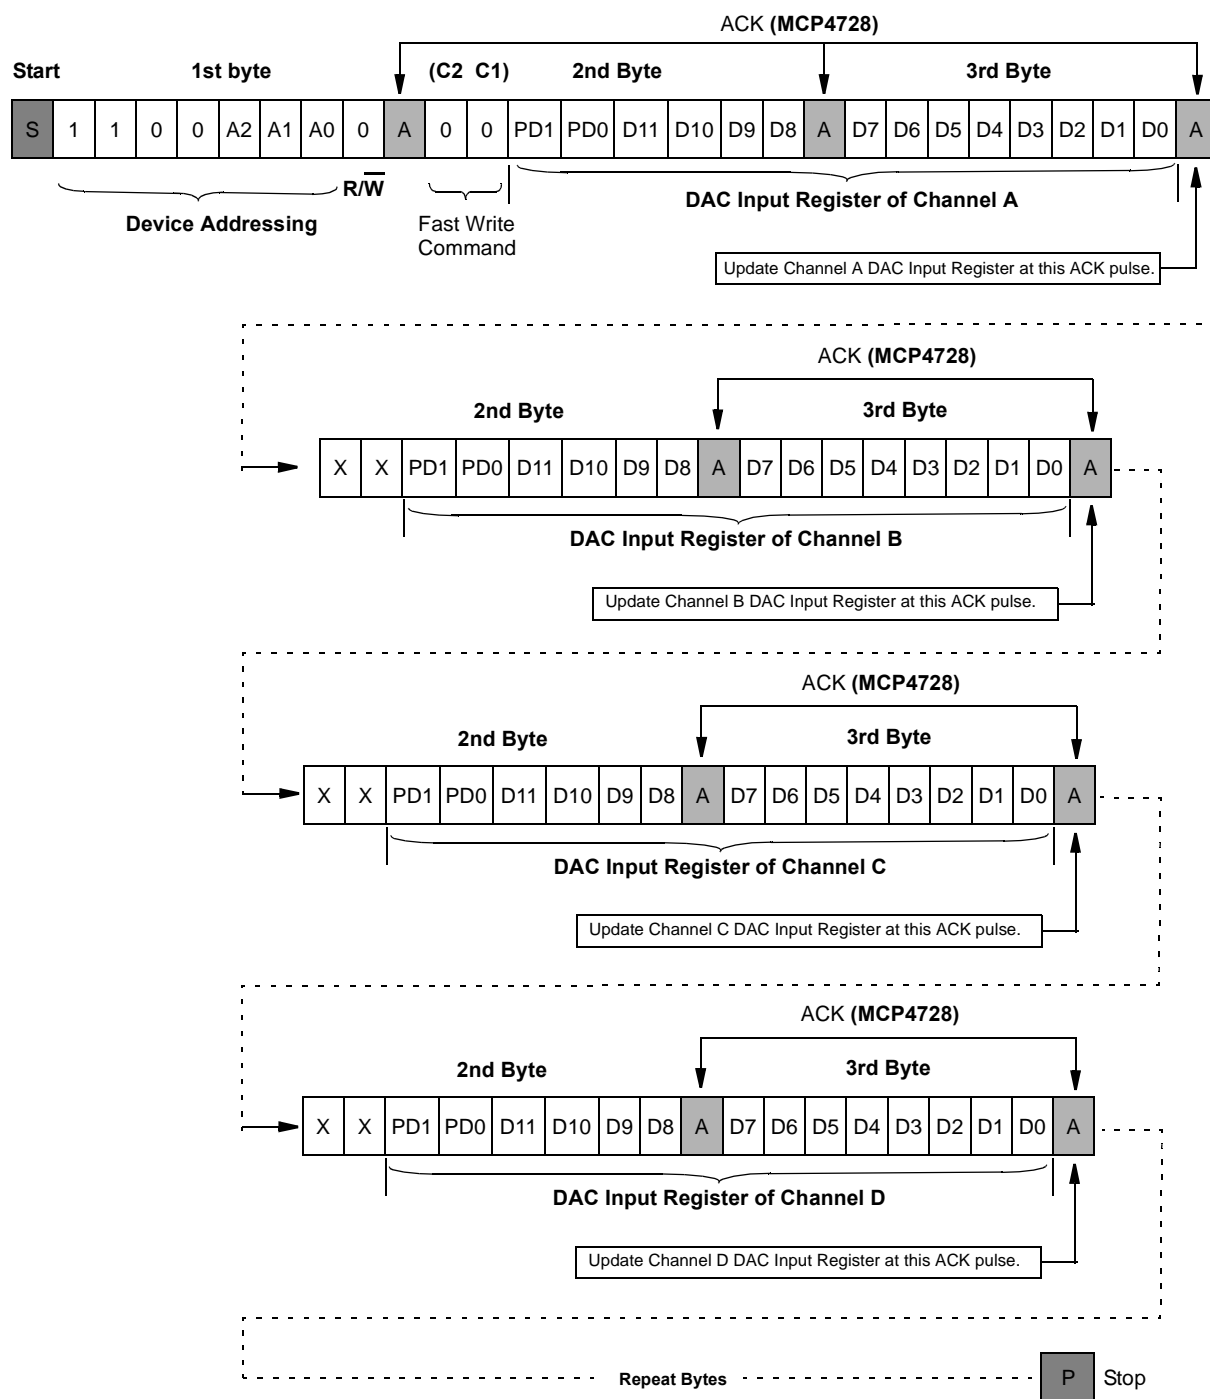 ACK (MCP4728)
Start 1st byte (C2 C1) 2nd Byte 3rd Byte
S 1 1 0 0 A2 A1 A0 0 A 0 0 PD1 PD0 D11 D10 D9 D8 A D7 D6 D5 D4 D3 D2 D1 D0 A
R/W
Device Addressing
Fast Write
Command
DAC Input Register of Channel A
Update Channel A DAC Input Register at this ACK pulse.
ACK (MCP4728)
2nd Byte 3rd Byte
X X PD1 PD0 D11 D10 D9 D8 A D7 D6 D5 D4 D3 D2 D1 D0 A
DAC Input Register of Channel B
Update Channel B DAC Input Register at this ACK pulse.
ACK (MCP4728)
2nd Byte 3rd Byte
X X PD1 PD0 D11 D10 D9 D8 A D7 D6 D5 D4 D3 D2 D1 D0 A
DAC Input Register of Channel C
Update Channel C DAC Input Register at this ACK pulse.
ACK (MCP4728)
2nd Byte 3rd Byte
X X PD1 PD0 D11 D10 D9 D8 A D7 D6 D5 D4 D3 D2 D1 D0 A
DAC Input Register of Channel D
Update Channel D DAC Input Register at this ACK pulse.
Repeat Bytes P Stop